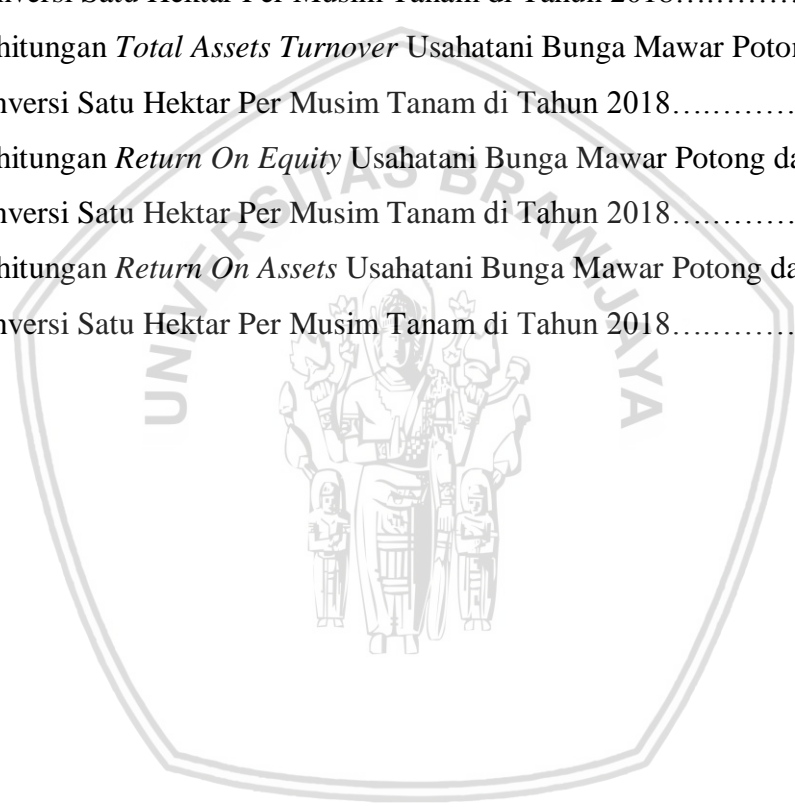 nversi Satu Hektar Per Musim Tanam di Tahun 2018….………
hitungan Total Assets Turnover Usahatani Bunga Mawar Poton
nversi Satu Hektar Per Musim Tanam di Tahun 2018….………
hitungan Return On Equity Usahatani Bunga Mawar Potong da
nversi Satu Hektar Per Musim Tanam di Tahun 2018….………
hitungan Return On Assets Usahatani Bunga Mawar Potong da
nversi Satu Hektar Per Musim Tanam di Tahun 2018….………
UNIVERSITAS BRAWIJAYA